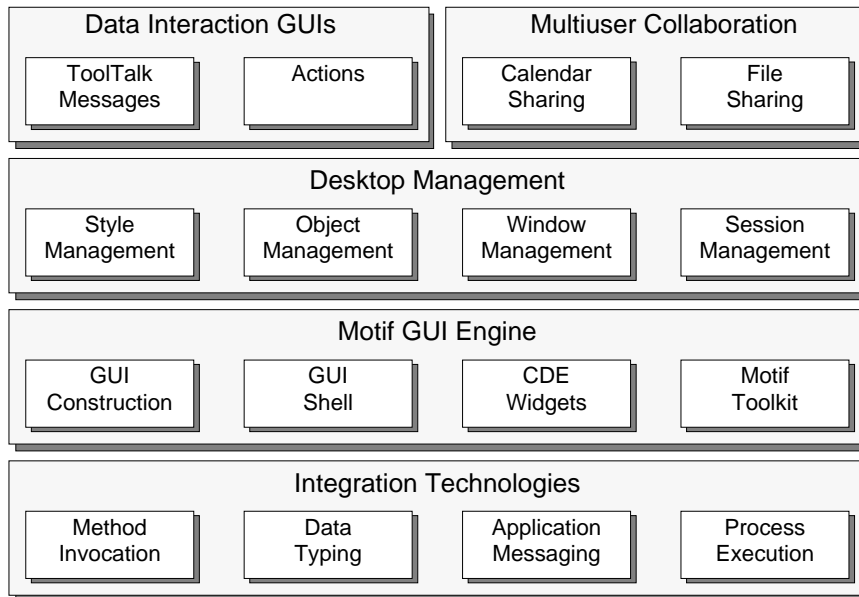 Data Interaction GUIs
ToolTalk
Messages
Actions
Multiuser Collaboration
Calendar
Sharing
File
Sharing
Desktop Management
Style
Management
Object
Management
Window
Management
Session
Management
Motif GUI Engine
GUI
Construction
GUI
Shell
CDE
Widgets
Motif
Toolkit
Integration Technologies
Method
Invocation
Data
Typing
Application
Messaging
Process
Execution